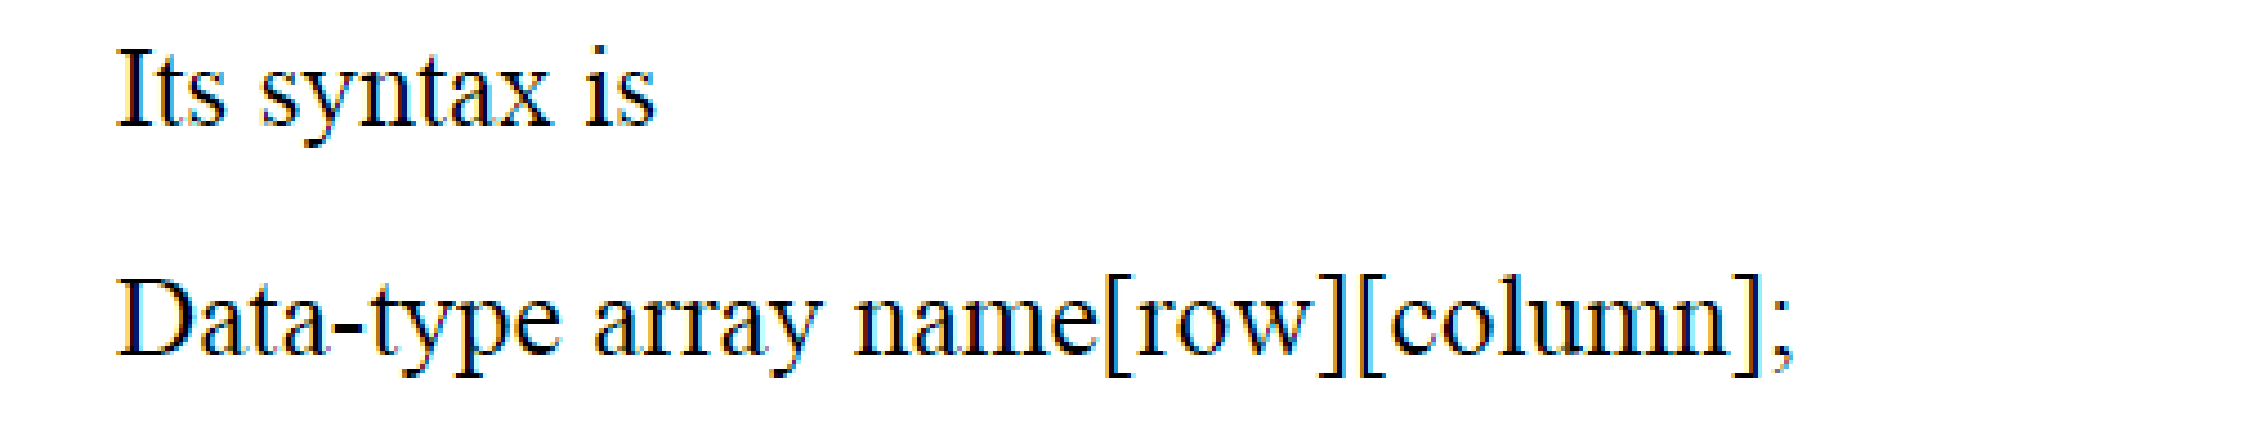 Its syntax is
Data-type array name[row][column];